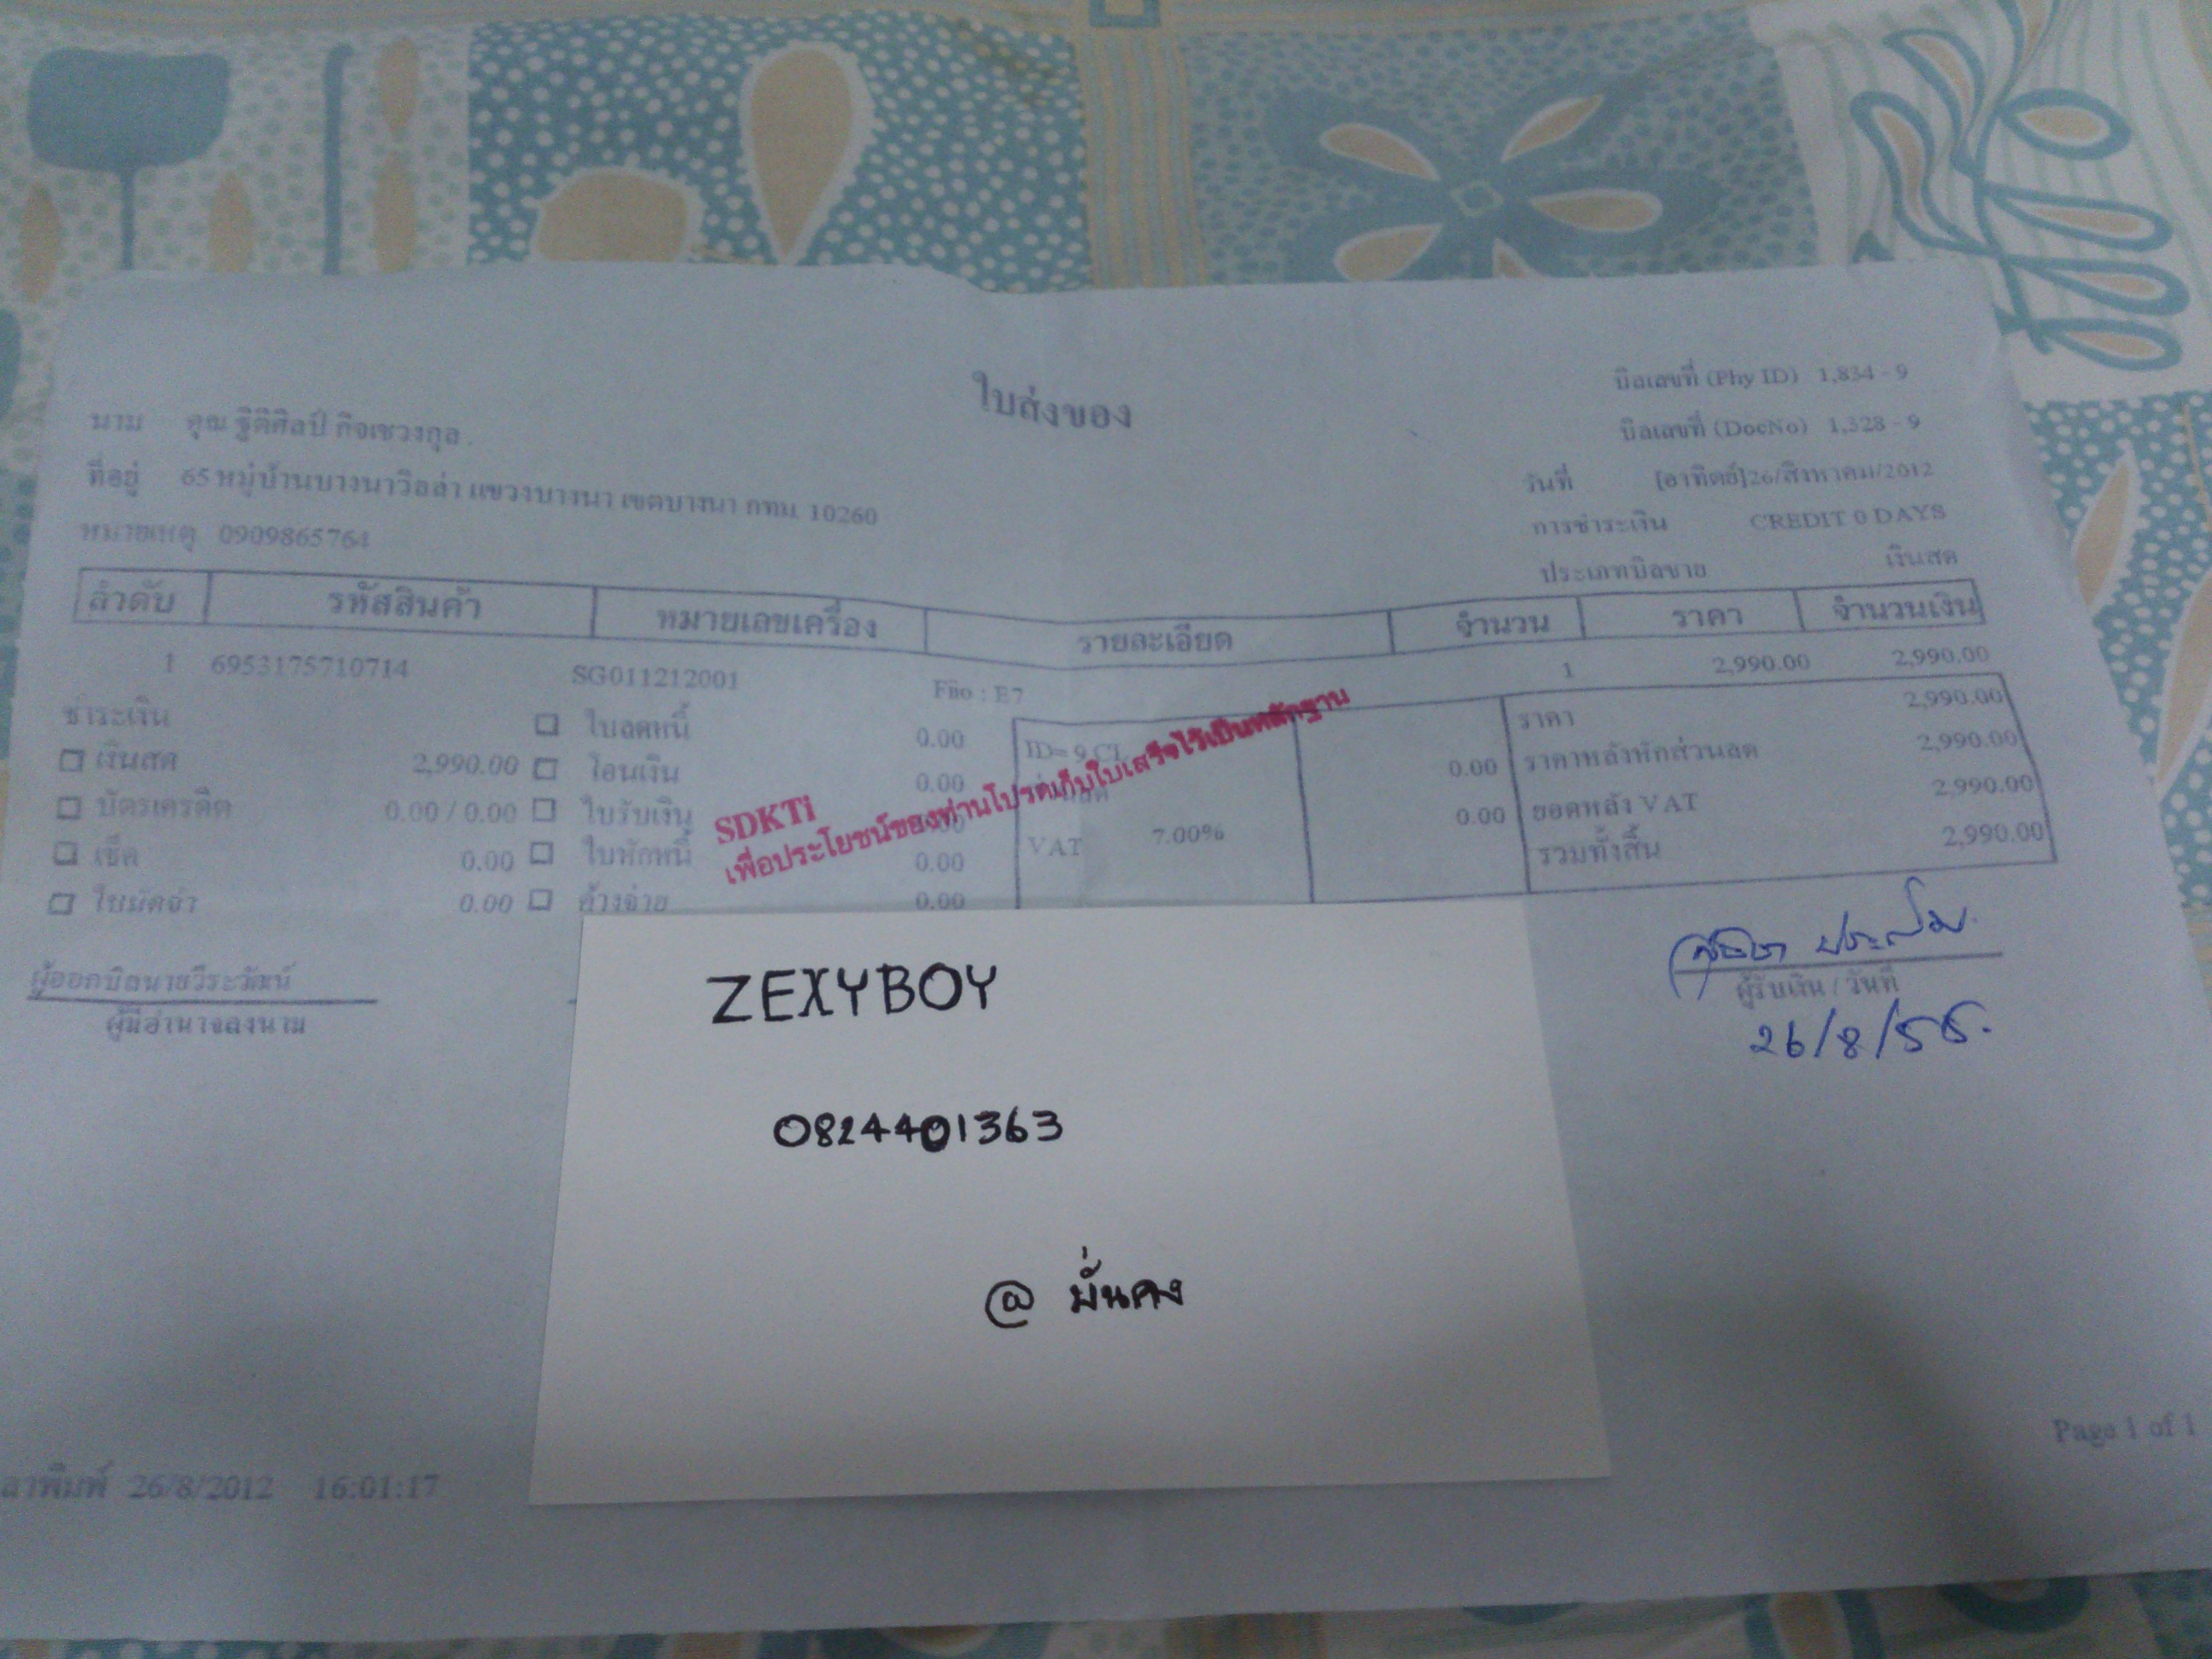 ใบส่งของ
บิลเลขที่ (Phy ID) 1,834 - 9
นาม คุณ ฐิติศิลป์ กิจเชวงกุล .
บิลเลขที่ (DocNo) 1,328 - 9
ที่อยู่ 65 หมู่บ้านบางนาวิลล่า แขวงบางนา เขตบางนา กทม. 10260
วันที่ [อาทิตย์]26/สิงหาคม/2012
หมายเหตุ 0909865764
การชำระเงิน CREDIT 0 DAYS
ประเภทบิลขาย เงินสด
ลำดับ รหัสสินค้า หมายเลขเครื่อง รายละเอียด จำนวน ราคา จำนวนเงิน
1 6953175710714 SG011212001 Fiio : E7 1 2,990.00 2,990.00
ชำระเงิน ใบลดหนี้ 0.00 ID= 9,CL ราคา 2,990.00
เงินสด 2,990.00 โอนเงิน 0.00 0.00 ราคาหลังหักส่วนลด 2,990.00
บัตรเครดิต 0.00 / 0.00 ใบรับเงิน VAT 7.00% 0.00 ยอดหลัง VAT 2,990.00
เช็ค 0.00 ใบหักหนี้ 0.00 รวมทั้งสิ้น 2,990.00
ใบมัดจำ 0.00 ค้างจ่าย 0.00
SDKTi
เพื่อประโยชน์ของท่านโปรดเก็บใบเสร็จไว้เป็นหลักฐาน
ผู้ออกบิลนายวีระวัฒน์
ผู้มีอำนาจลงนาม
ผู้รับเงิน / วันที่
26/8/55.
ZEXYBOY
0824401363
@ มั่นคง
Page 1 of 1
ลาพิมพ์ 26/8/2012 16:01:17